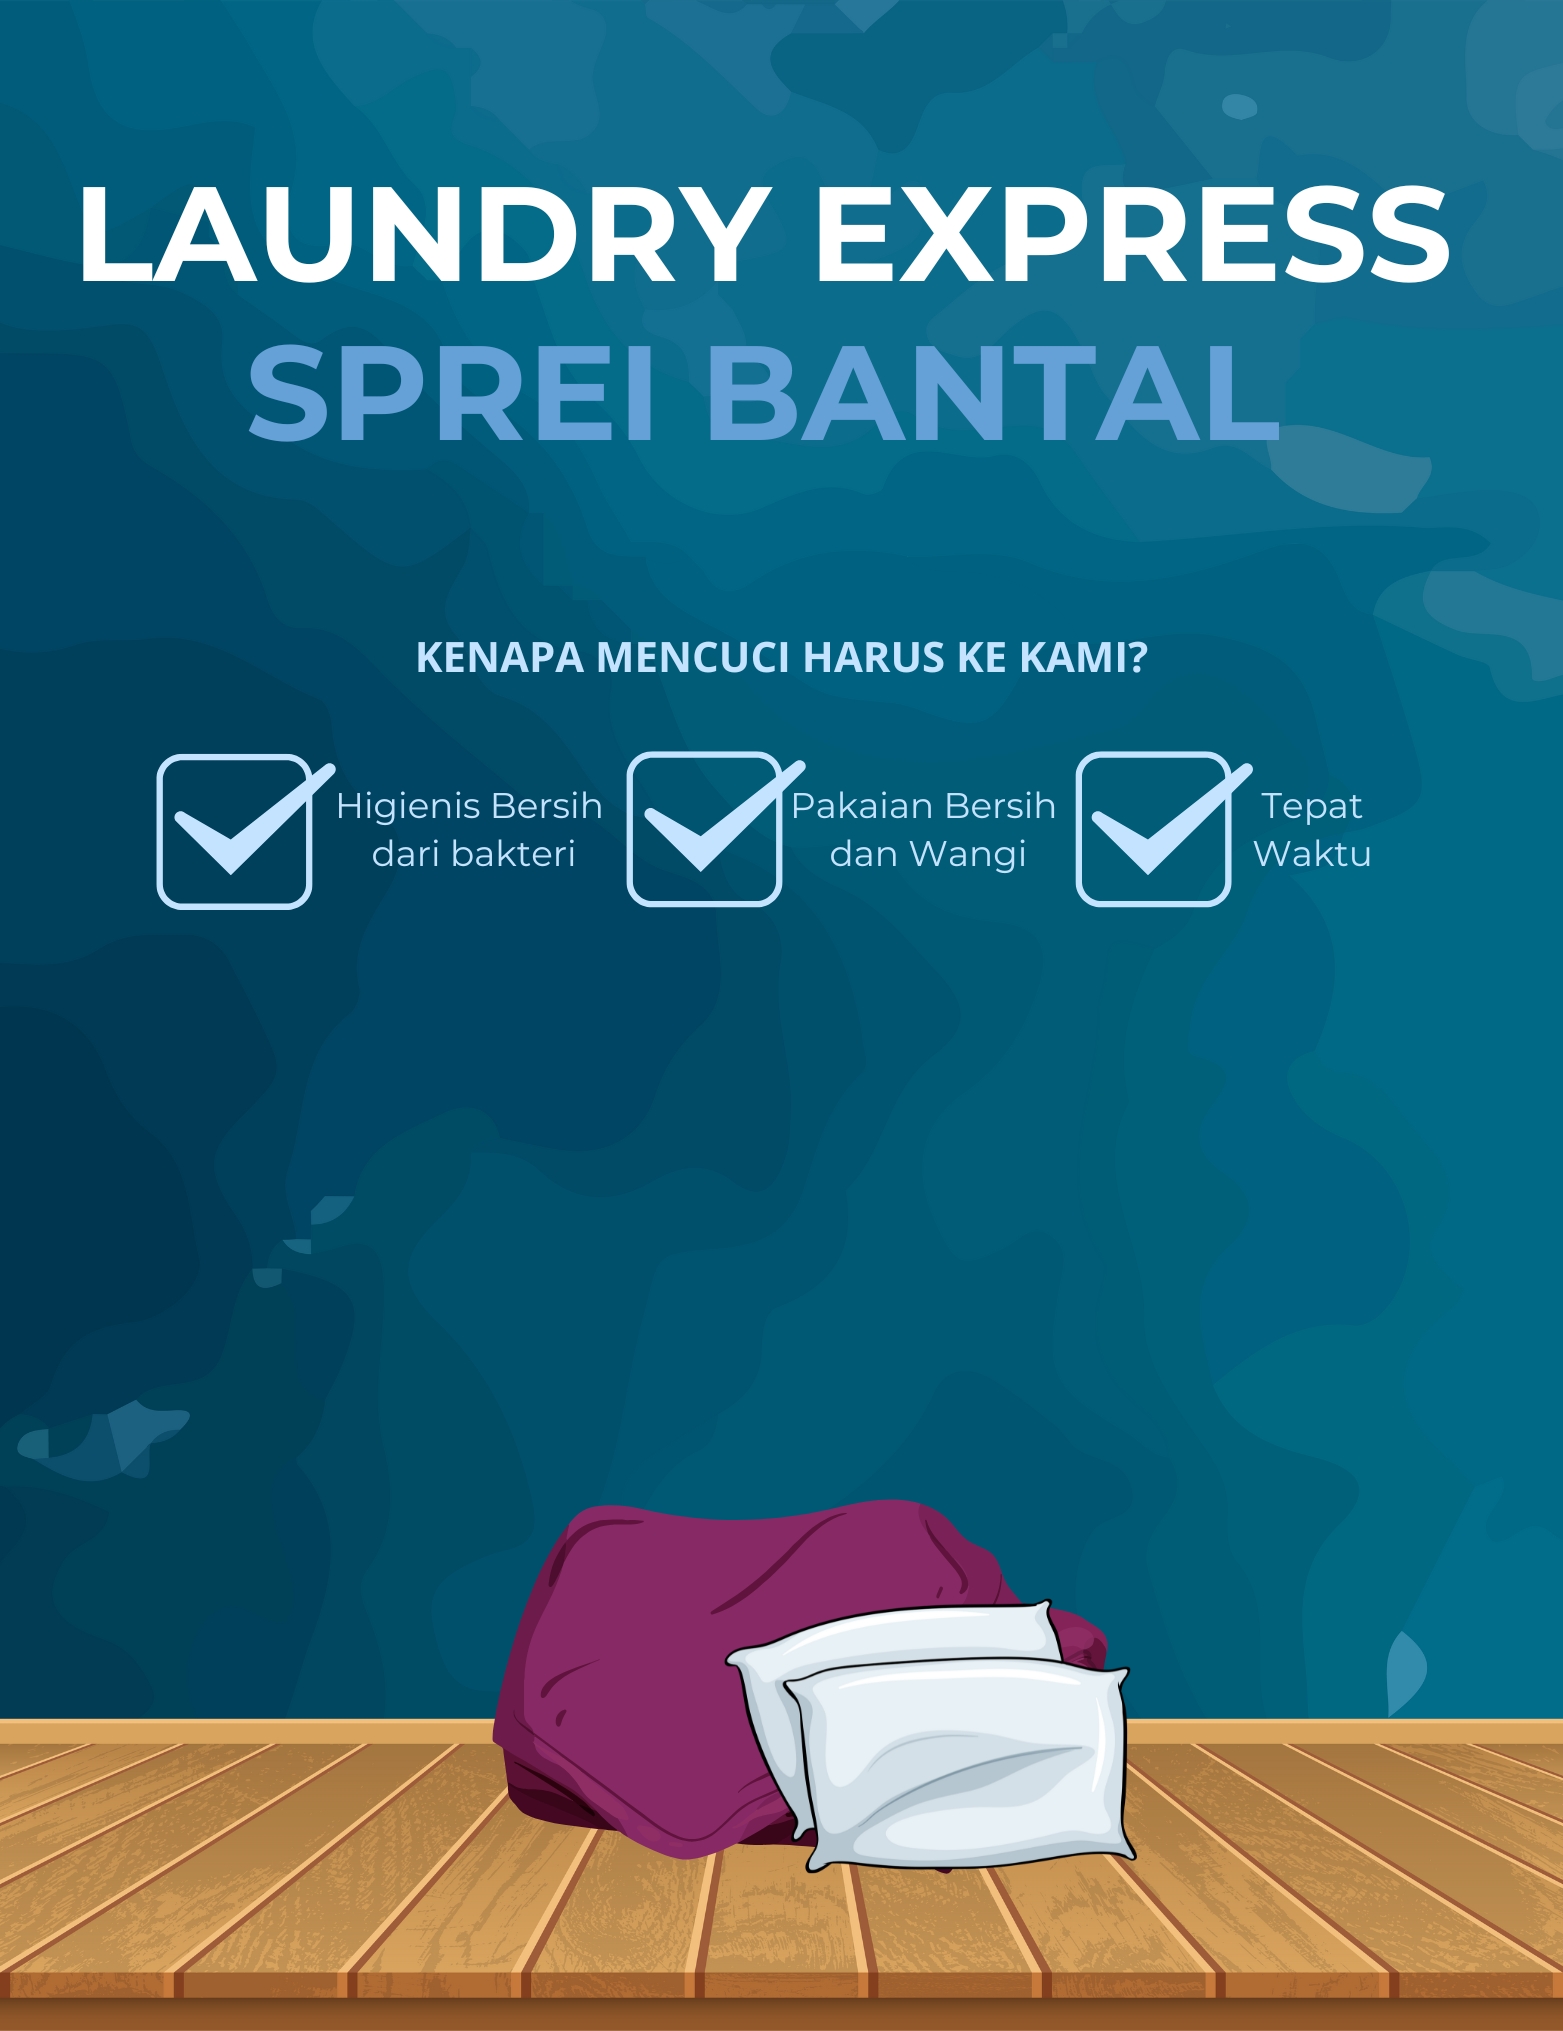 LAUNDRY EXPRESS
SPREI BANTAL
KENAPA MENCUCI HARUS KE KAMI?
Higienis Bersih
dari bakteri
Pakaian Bersih
dan Wangi
Tepat
Waktu